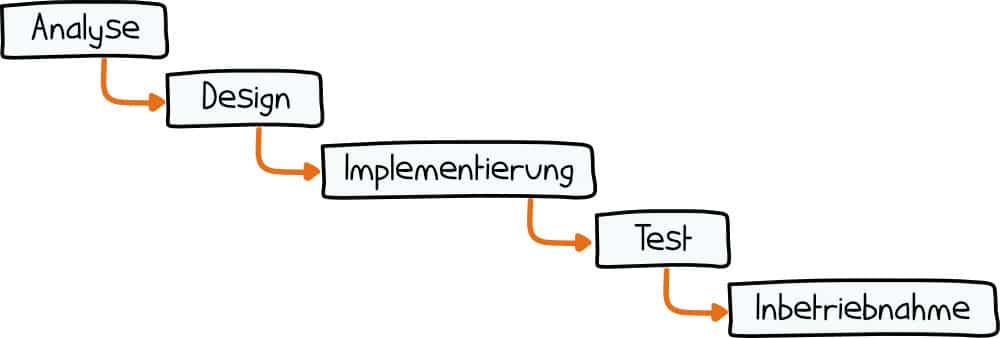 Analyse
Design
Implementierung
Test
Inbetriebnahme